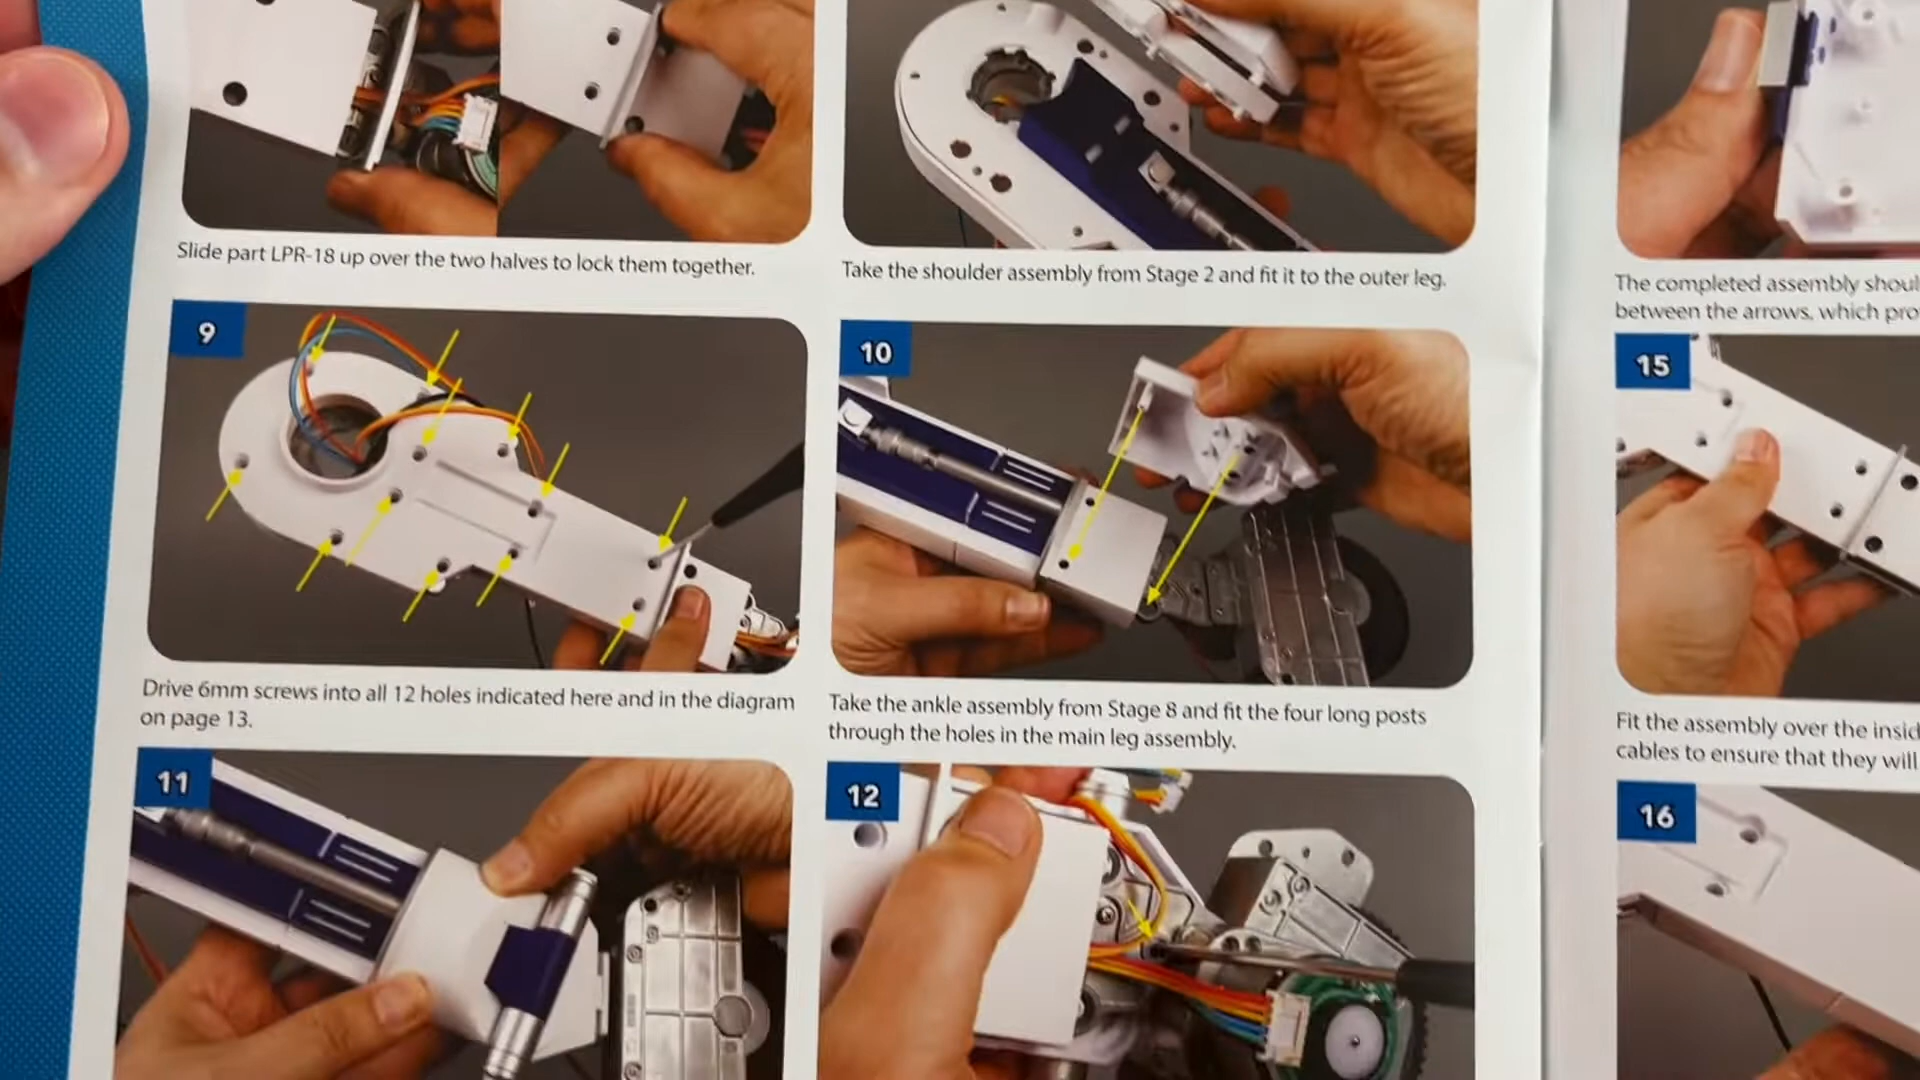 Slide part LPR-18 up over the two halves to lock them together.
Take the shoulder assembly from Stage 2 and fit it to the outer leg.
9
Drive 6mm screws into all 12 holes indicated here and in the diagram
on page 13.
10
Take the ankle assembly from Stage 8 and fit the four long posts
through the holes in the main leg assembly.
11
12
The completed assembly shoul
between the arrows, which pro
15
Fit the assembly over the insid
cables to ensure that they will
16